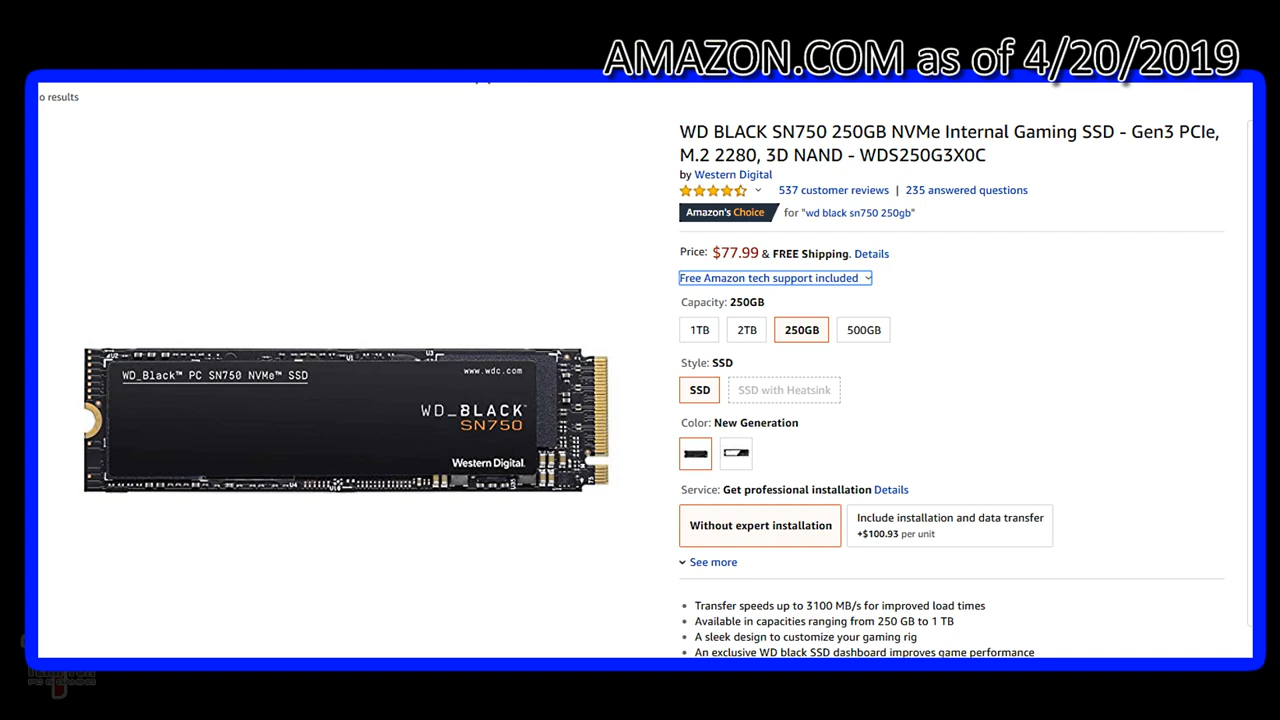 AMAZON.COM as of 4/20/2019
o results
WD BLACK SN750 250GB NVMe Internal Gaming SSD - Gen3 PCIe,
M.2 2280, 3D NAND - WDS250G3X0C
by Western Digital
537 customer reviews | 235 answered questions
Amazon's Choice for "wd black sn750 250gb"
Price: $77.99 & FREE Shipping. Details
Free Amazon tech support included
Capacity: 250GB
1TB 2TB 250GB 500GB
Style: SSD
SSD SSD with Heatsink
Color: New Generation
Service: Get professional installation Details
Without expert installation
Include installation and data transfer
+$100.93 per unit
See more
• Transfer speeds up to 3100 MB/s for improved load times
• Available in capacities ranging from 250 GB to 1 TB
• A sleek design to customize your gaming rig
• An exclusive WD black SSD dashboard improves game performance
WD_Black™ PC SN750 NVMe™ SSD
www.wdc.com
WD_BLACK™
SN750
Western Digital.